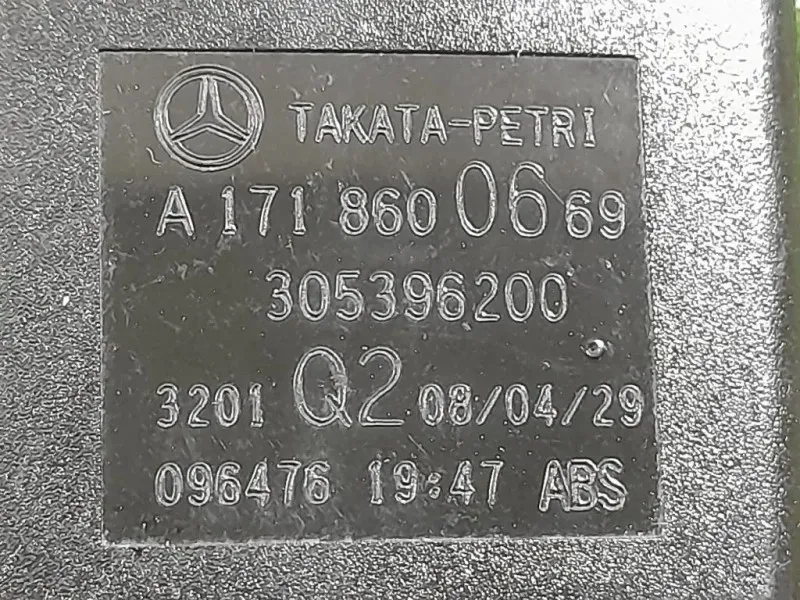 TAKATA-PETRI
A 171 860 06 69
305396200
3201 Q2 08/04/29
096476 19:47 ABS